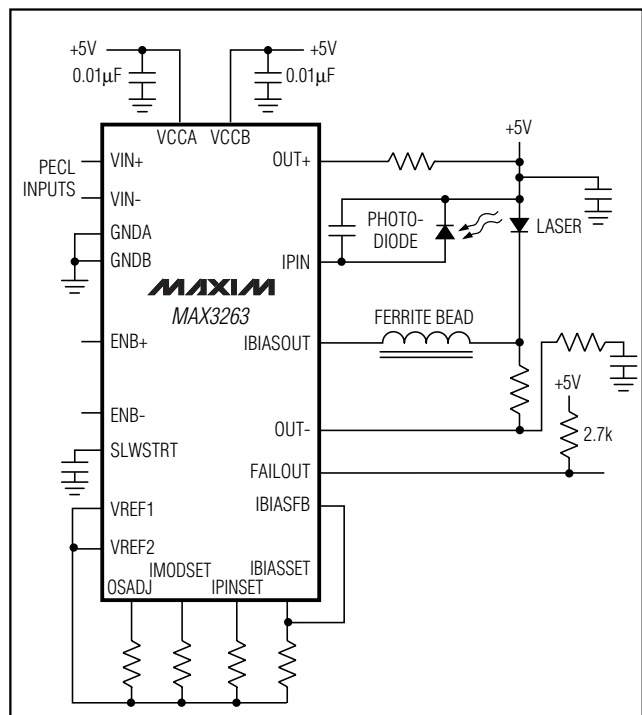 +5V
+5V
0.01µF
0.01µF
VCCA
VCCB
+5V
PECL
INPUTS
VIN+
VIN-
GNDA
GNDB
ENB+
ENB-
SLWSTRT
VREF1
VREF2
OSADJ
IMODSET
IPINSET
IBIASSET
MAXIM
MAX3263
OUT+
IPIN
IBIASOUT
OUT-
FAILOUT
IBIASFB
PHOTO-
DIODE
LASER
FERRITE BEAD
+5V
2.7k